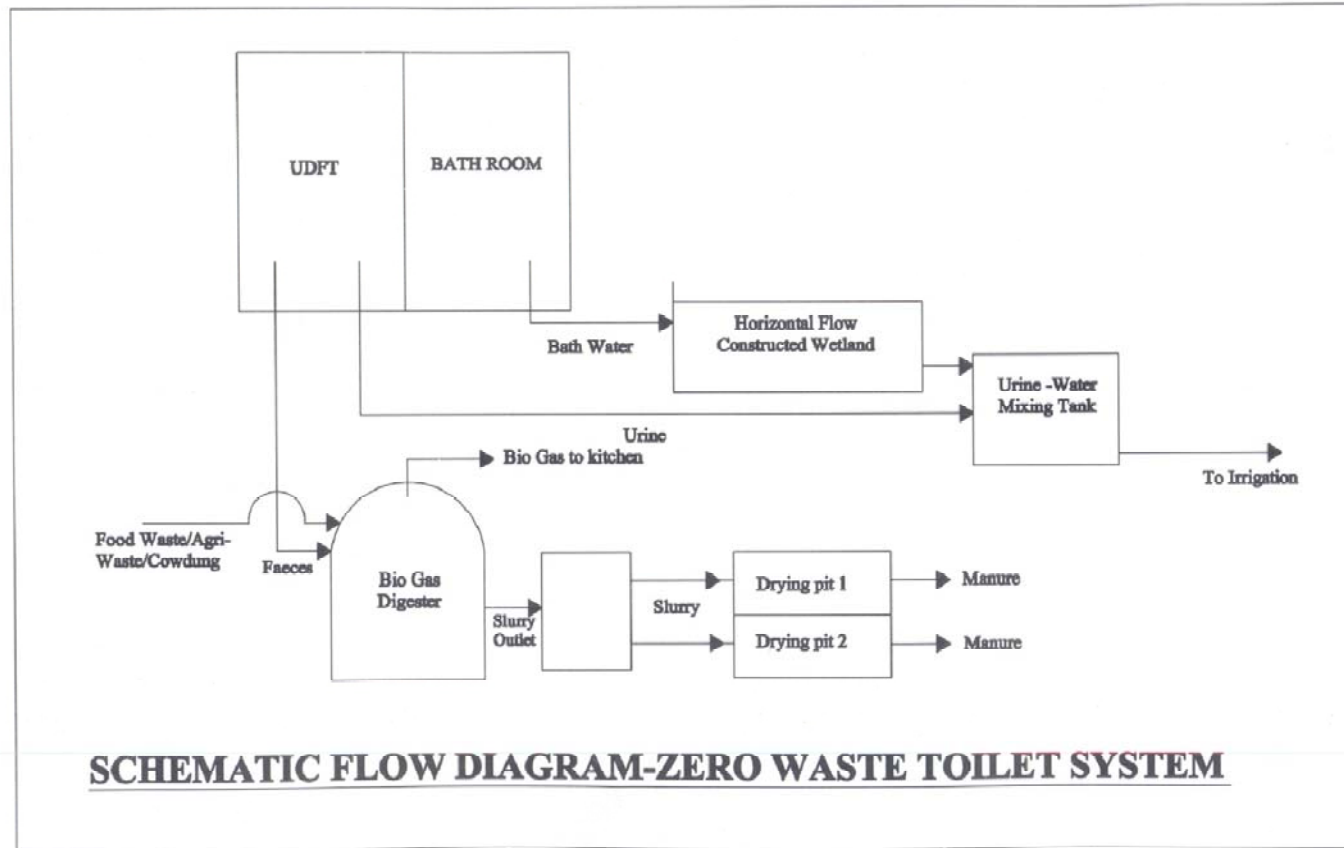 UDFT
BATH ROOM
Bath Water
Horizontal Flow
Constructed Wetland
Urine -Water
Mixing Tank
Urine
To Irrigation
Bio Gas to kitchen
Food Waste/Agri-
Waste/Cowdung
Faeces
Bio Gas
Digester
Slurry
Outlet
Slurry
Drying pit 1
Manure
Drying pit 2
Manure
SCHEMATIC FLOW DIAGRAM-ZERO WASTE TOILET SYSTEM